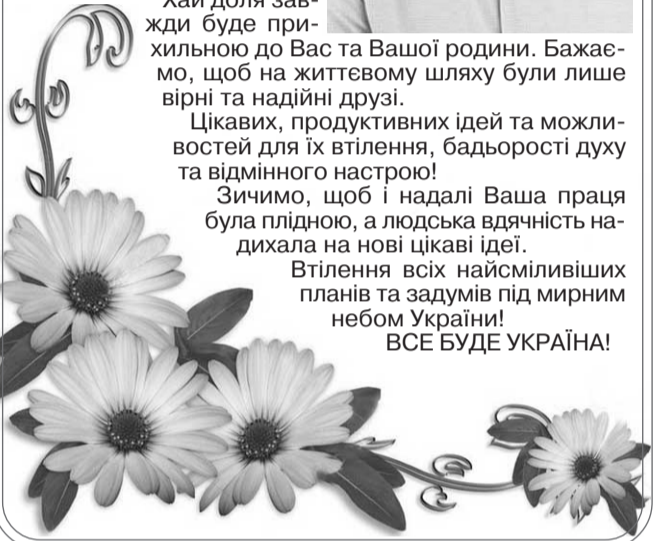 Хай доля зав-
жди буде при-
хильною до Вас та Вашої родини. Бажає-
мо, щоб на життєвому шляху були лише
вірні та надійні друзі.
Цікавих, продуктивних ідей та можли-
востей для їх втілення, бадьорості духу
та відмінного настрою!
Зичимо, щоб і надалі Ваша праця
була плідною, а людська вдячність на-
дихала на нові цікаві ідеї.
Втілення всіх найсміливіших
планів та задумів під мирним
небом України!
ВСЕ БУДЕ УКРАЇНА!